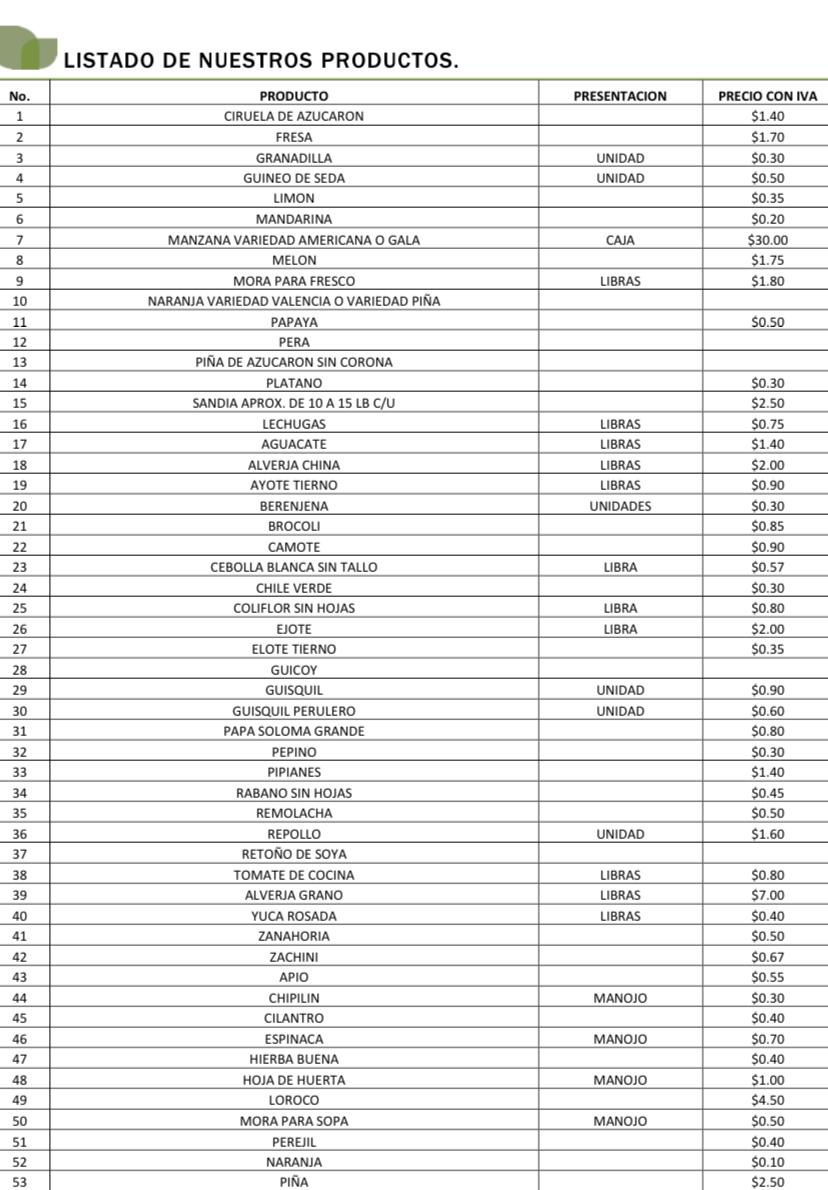 LISTADO DE NUESTROS PRODUCTOS.
No. PRODUCTO PRESENTACION PRECIO CON IVA
1 CIRUELA DE AZUCARON $1.40
2 FRESA $1.70
3 GRANADILLA UNIDAD $0.30
4 GUINEO DE SEDA UNIDAD $0.50
5 LIMON $0.35
6 MANDARINA $0.20
7 MANZANA VARIEDAD AMERICANA O GALA CAJA $30.00
8 MELON $1.75
9 MORA PARA FRESCO LIBRAS $1.80
10 NARANJA VARIEDAD VALENCIA O VARIEDAD PIÑA
11 PAPAYA $0.50
12 PERA
13 PIÑA DE AZUCARON SIN CORONA
14 PLATANO $0.30
15 SANDIA APROX. DE 10 A 15 LB C/U $2.50
16 LECHUGAS LIBRAS $0.75
17 AGUACATE LIBRAS $1.40
18 ALVERJA CHINA LIBRAS $2.00
19 AYOTE TIERNO LIBRAS $0.90
20 BERENJENA UNIDADES $0.30
21 BROCOLI $0.85
22 CAMOTE $0.90
23 CEBOLLA BLANCA SIN TALLO LIBRA $0.57
24 CHILE VERDE $0.30
25 COLIFLOR SIN HOJAS LIBRA $0.80
26 EJOTE LIBRA $2.00
27 ELOTE TIERNO $0.35
28 GUICOY
29 GUISQUIL UNIDAD $0.90
30 GUISQUIL PERULERO UNIDAD $0.60
31 PAPA SOLOMA GRANDE $0.80
32 PEPINO $0.30
33 PIPIANES $1.40
34 RABANO SIN HOJAS $0.45
35 REMOLACHA $0.50
36 REPOLLO UNIDAD $1.60
37 RETOÑO DE SOYA
38 TOMATE DE COCINA LIBRAS $0.80
39 ALVERJA GRANO LIBRAS $7.00
40 YUCA ROSADA LIBRAS $0.40
41 ZANAHORIA $0.50
42 ZACHINI $0.67
43 APIO $0.55
44 CHIPILIN MANOJO $0.30
45 CILANTRO $0.40
46 ESPINACA MANOJO $0.70
47 HIERBA BUENA $0.40
48 HOJA DE HUERTA MANOJO $1.00
49 LOROCO $4.50
50 MORA PARA SOPA MANOJO $0.50
51 PEREJIL $0.40
52 NARANJA $0.10
53 PIÑA $2.50